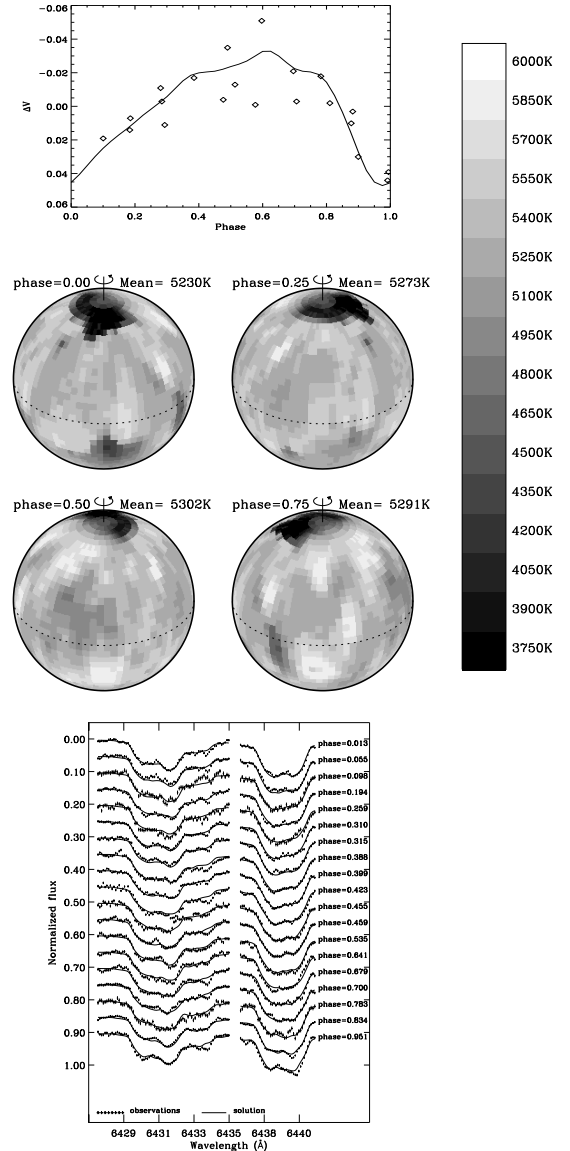 -0.06
-0.04
-0.02
0.00
0.02
0.04
0.06
ΔV
0.0 0.2 0.4 0.6 0.8 1.0
Phase
6000K
5850K
5700K
5550K
5400K
5250K
5100K
4950K
4800K
4650K
4500K
4350K
4200K
4050K
3900K
3750K
phase=0.00 Mean= 5230K
phase=0.25 Mean= 5273K
phase=0.50 Mean= 5302K
phase=0.75 Mean= 5291K
0.00
0.10
0.20
0.30
0.40
0.50
0.60
0.70
0.80
0.90
1.00
Normalized flux
phase=0.013
phase=0.055
phase=0.098
phase=0.194
phase=0.259
phase=0.310
phase=0.315
phase=0.388
phase=0.399
phase=0.423
phase=0.455
phase=0.459
phase=0.535
phase=0.641
phase=0.679
phase=0.700
phase=0.783
phase=0.834
phase=0.951
observations solution
6429 6431 6433 6435 6438 6440
Wavelength (Å)